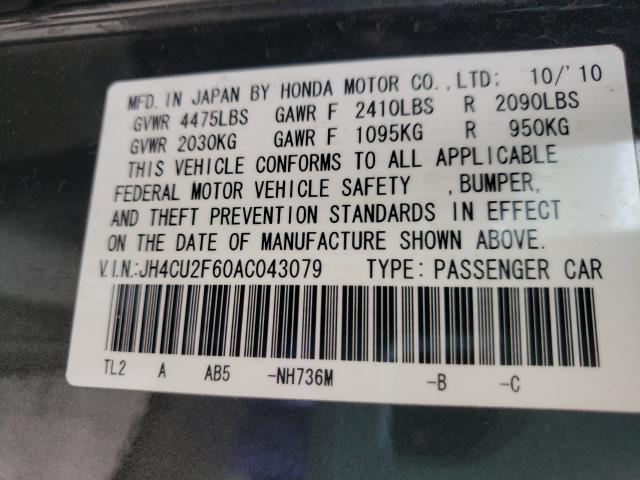 MFD. IN JAPAN BY HONDA MOTOR CO.,LTD: 10/'10
GVWR 4475LBS GAWR F 2410LBS R 2090LBS
GVWR 2030KG GAWR F 1095KG R 950KG
THIS VEHICLE CONFORMS TO ALL APPLICABLE
FEDERAL MOTOR VEHICLE SAFETY ,BUMPER,
AND THEFT PREVENTION STANDARDS IN EFFECT
ON THE DATE OF MANUFACTURE SHOWN ABOVE.
V.I.N.:JH4CU2F60AC043079 TYPE: PASSENGER CAR
TL2 A AB5 -NH736M -B -C